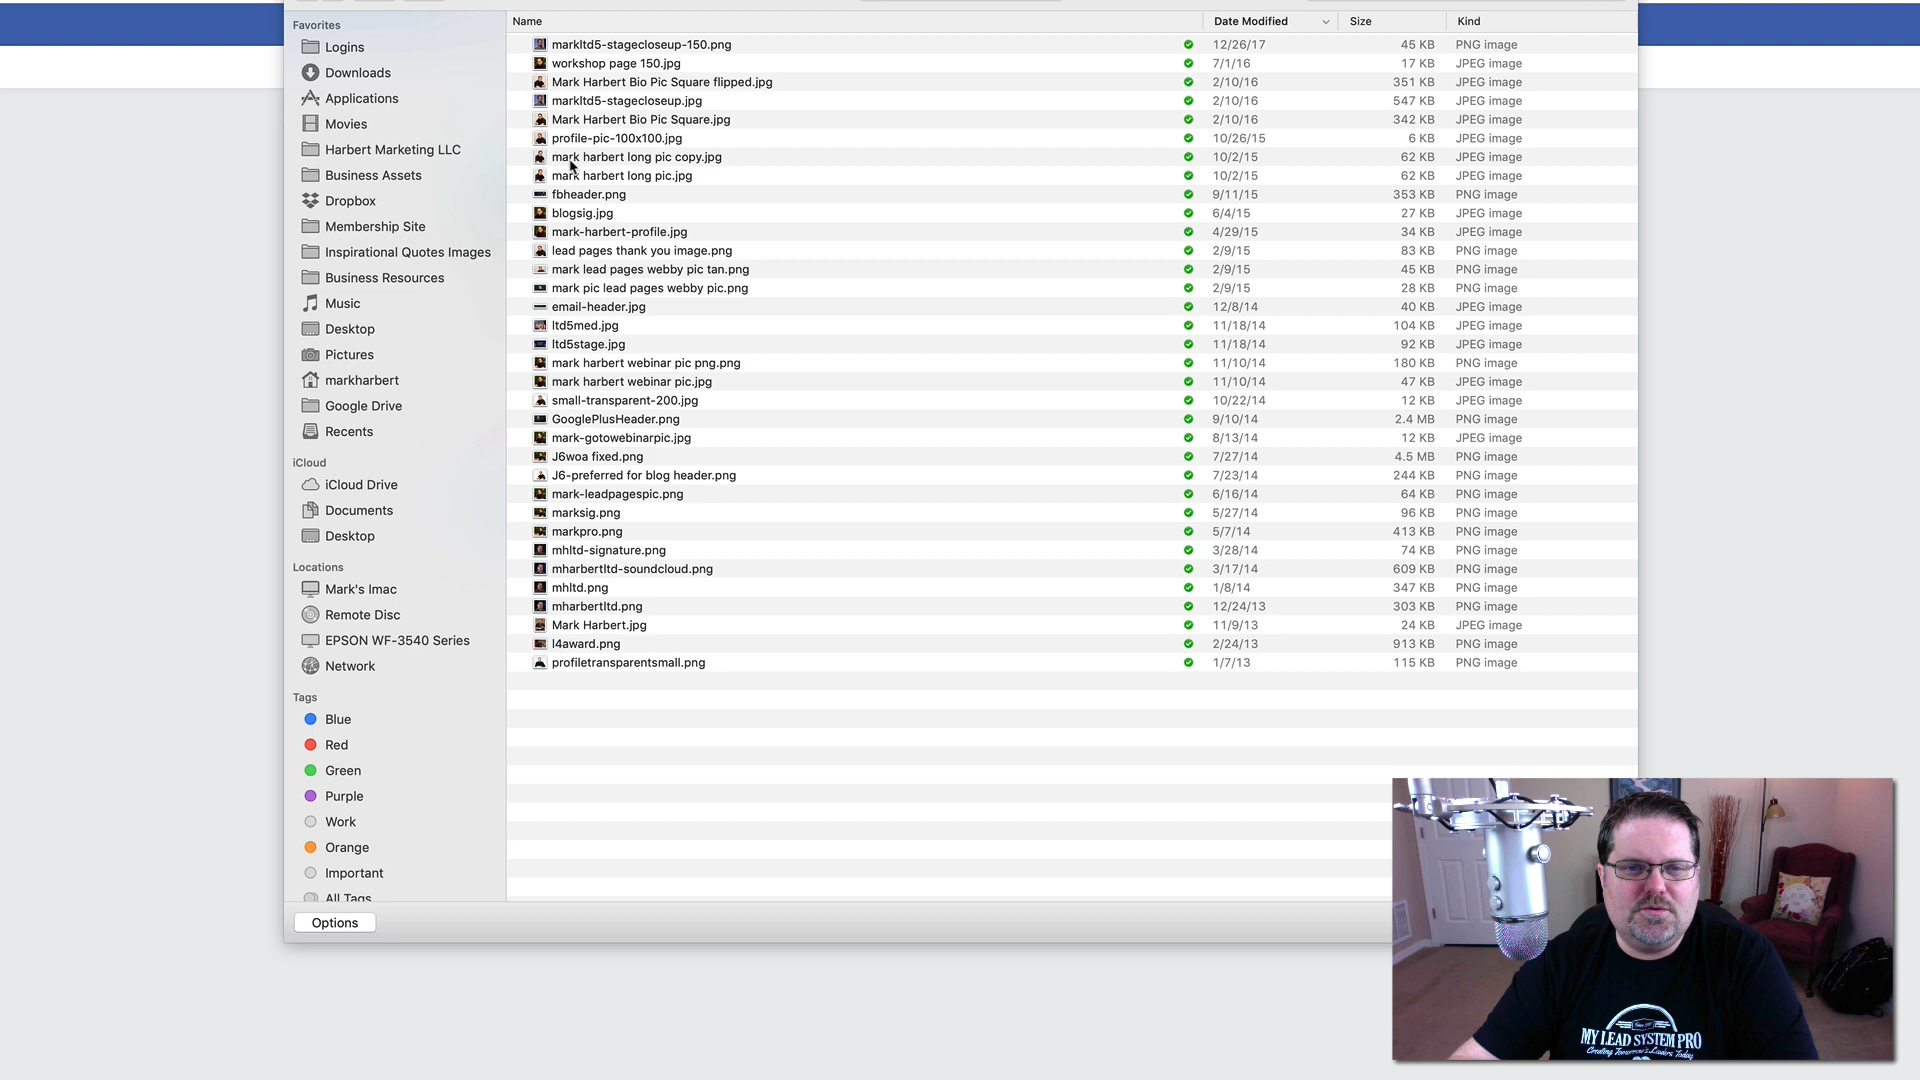 Name Date Modified Size Kind
Favorites
Logins
Downloads
Applications
Movies
Harbert Marketing LLC
Business Assets
Dropbox
Membership Site
Inspirational Quotes Images
Business Resources
Music
Desktop
Pictures
markharbert
Google Drive
Recents
iCloud
iCloud Drive
Documents
Desktop
Locations
Mark's Imac
Remote Disc
EPSON WF-3540 Series
Network
Tags
Blue
Red
Green
Purple
Work
Orange
Important
All Tags
markltd5-stagecloseup-150.png 12/26/17 45 KB PNG image
workshop page 150.jpg 7/1/16 17 KB JPEG image
Mark Harbert Bio Pic Square flipped.jpg 2/10/16 351 KB JPEG image
markltd5-stagecloseup.jpg 2/10/16 547 KB JPEG image
Mark Harbert Bio Pic Square.jpg 2/10/16 342 KB JPEG image
profile-pic-100x100.jpg 10/26/15 6 KB JPEG image
mark harbert long pic copy.jpg 10/2/15 62 KB JPEG image
mark harbert long pic.jpg 10/2/15 62 KB JPEG image
fbheader.png 9/11/15 353 KB PNG image
blogsig.jpg 6/4/15 27 KB JPEG image
mark-harbert-profile.jpg 4/29/15 34 KB JPEG image
lead pages thank you image.png 2/9/15 83 KB PNG image
mark lead pages webby pic tan.png 2/9/15 45 KB PNG image
mark pic lead pages webby pic.png 2/9/15 28 KB PNG image
email-header.jpg 12/8/14 40 KB JPEG image
ltd5med.jpg 11/18/14 104 KB JPEG image
ltd5stage.jpg 11/18/14 92 KB JPEG image
mark harbert webinar pic png.png 11/10/14 180 KB PNG image
mark harbert webinar pic.jpg 11/10/14 47 KB JPEG image
small-transparent-200.jpg 10/22/14 12 KB JPEG image
GooglePlusHeader.png 9/10/14 2.4 MB PNG image
mark-gotowebinarpic.jpg 8/13/14 12 KB JPEG image
J6woa fixed.png 7/27/14 4.5 MB PNG image
J6-preferred for blog header.png 7/23/14 244 KB PNG image
mark-leadpagespic.png 6/16/14 64 KB PNG image
marksig.png 5/27/14 96 KB PNG image
markpro.png 5/7/14 413 KB PNG image
mhltd-signature.png 3/28/14 74 KB PNG image
mharbertltd-soundcloud.png 3/17/14 609 KB PNG image
mhltd.png 1/8/14 347 KB PNG image
mharbertltd.png 12/24/13 303 KB PNG image
Mark Harbert.jpg 11/9/13 24 KB JPEG image
l4award.png 2/24/13 913 KB PNG image
profiletransparentsmall.png 1/7/13 115 KB PNG image
Options
MY LEAD SYSTEM PRO
Creating Tomorrow's Leaders Today